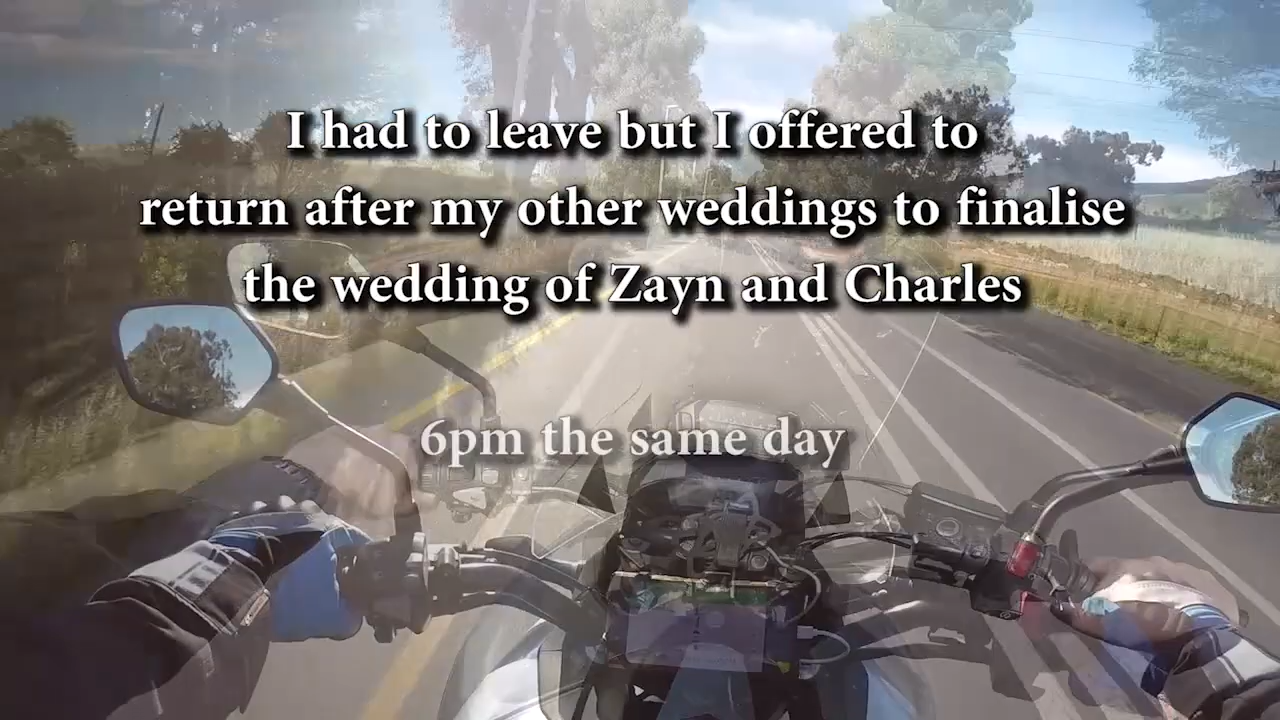 I had to leave but I offered to
return after my other weddings to finalise
the wedding of Zayn and Charles
6pm the same day